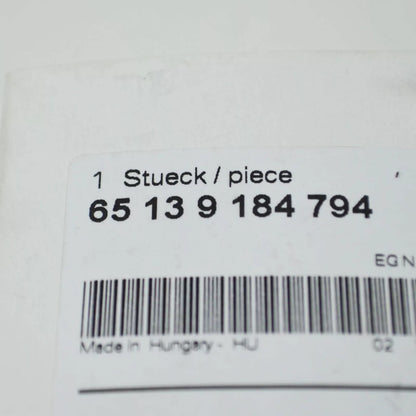 1 Stueck / piece
65 13 9 184 794
EG N
Made in Hungary - HU 02